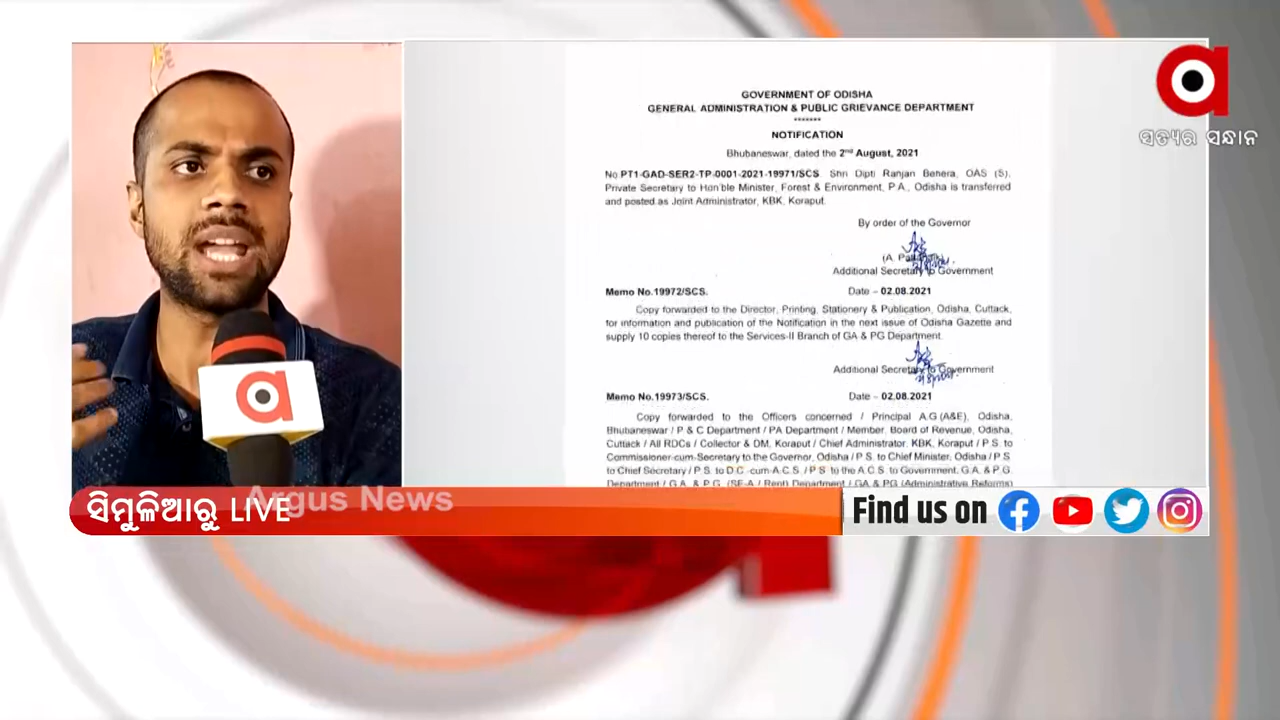 ସତ୍ୟର ସନ୍ଧାନ
GOVERNMENT OF ODISHA
GENERAL ADMINISTRATION & PUBLIC GRIEVANCE DEPARTMENT
*******
NOTIFICATION
Bhubaneswar, dated the 2nd August, 2021
No.PT1-GAD-SER2-TP-0001-2021-19971/SCS. Shri Dipti Ranjan Behera, OAS (S),
Private Secretary to Hon'ble Minister, Forest & Environment, P.A., Odisha is transferred
and posted as Joint Administrator, KBK, Koraput.
By order of the Governor
(A.
Additional Secretary to Government
Memo No.19972/SCS. Date – 02.08.2021
Copy forwarded to the Director, Printing, Stationery & Publication, Odisha, Cuttack,
for information and publication of the Notification in the next issue of Odisha Gazette and
supply 10 copies thereof to the Services-II Branch of GA & PG Department.
Additional Secretary to Government
Memo No.19973/SCS. Date – 02.08.2021
Copy forwarded to the Officers concerned / Principal A.G (A&E), Odisha,
Bhubaneswar / P & C Department / PA Department / Member, Board of Revenue, Odisha,
Cuttack / All RDCs / Collector & DM, Koraput / Chief Administrator, KBK, Koraput / P.S. to
Commissioner-cum-Secretary to the Governor, Odisha / P.S. to Chief Minister, Odisha / P.S.
to Chief Secretary / P.S. to D.C.-cum-A.C.S. / P.S. to the A.C.S. to Government, G.A. & P.G.
Department / G.A. & P.G. (SE-A / Rent) Department / GA & PG (Administrative Reforms)
ସିମୁଳିଆରୁ LIVE
Argus News
Find us on